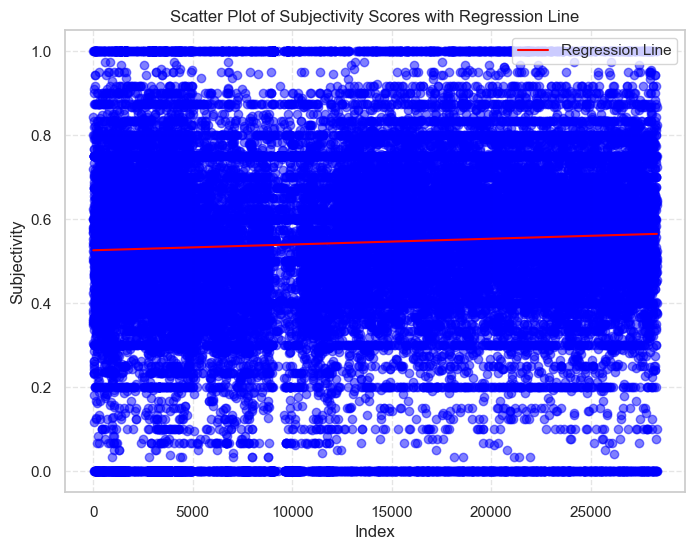 Scatter Plot of Subjectivity Scores with Regression Line
Regression Line
1.0
0.8
0.6
0.4
0.2
0.0
Subjectivity
0 5000 10000 15000 20000 25000
Index